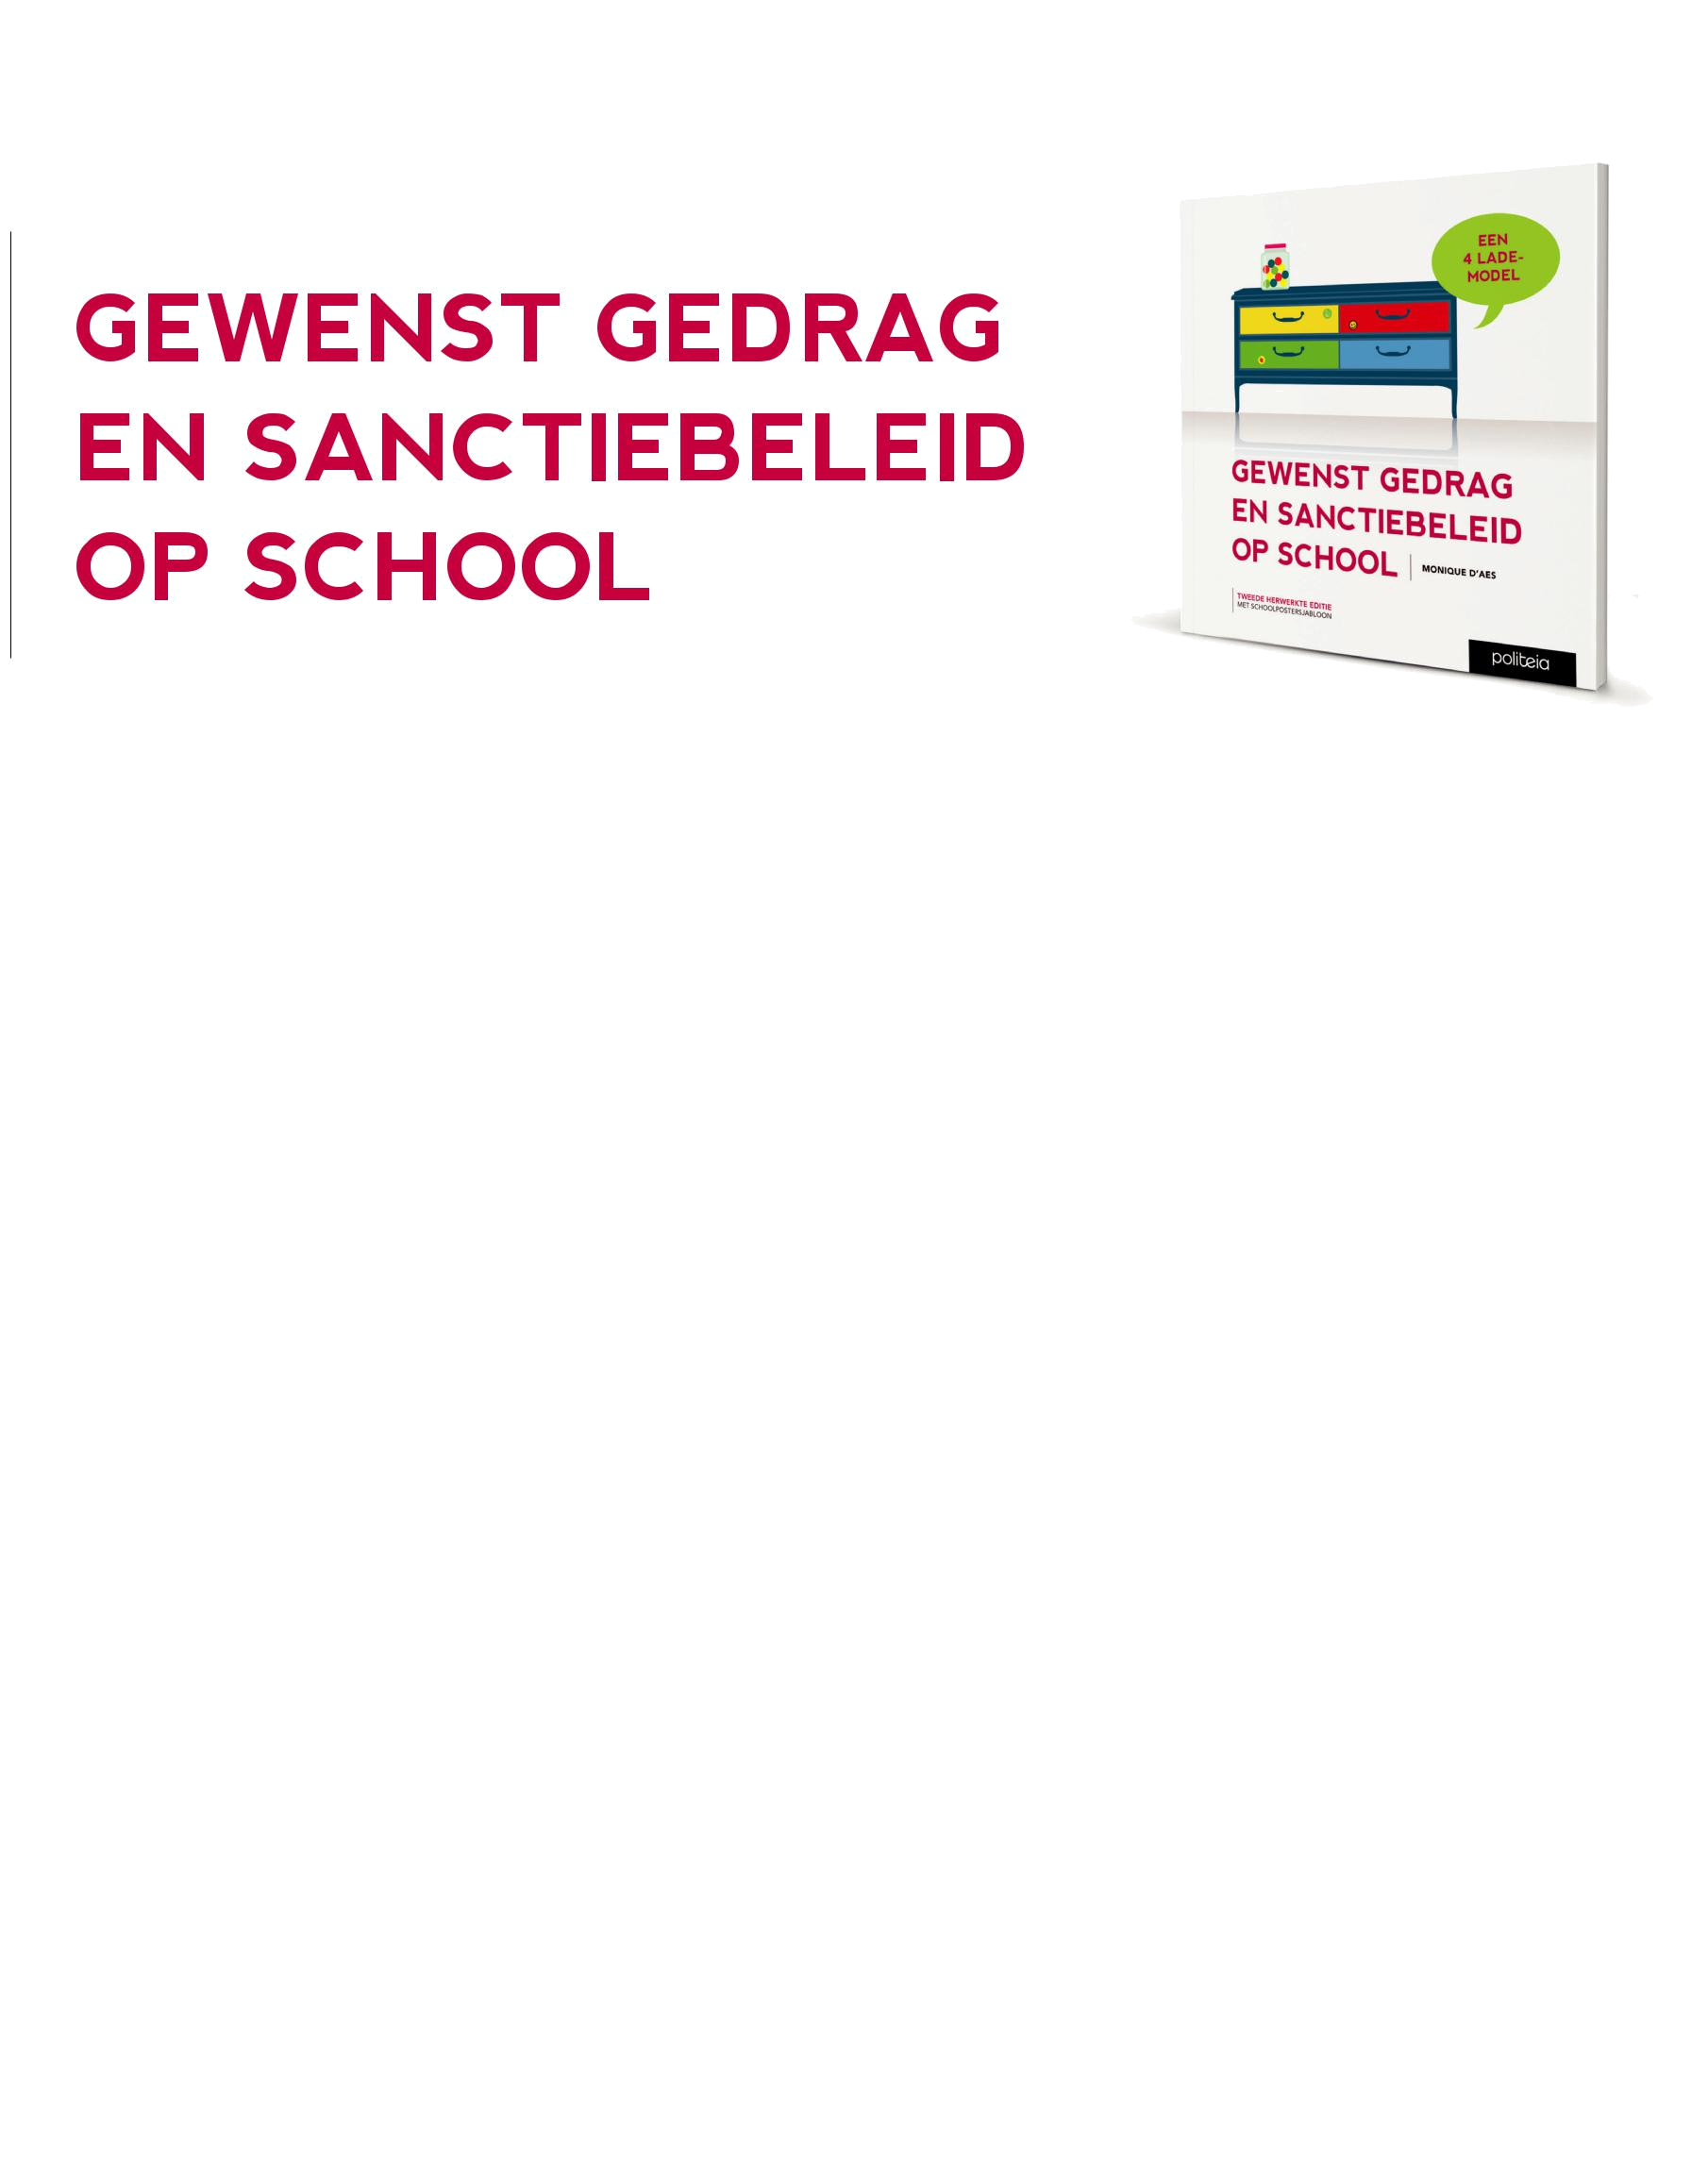 GEWENST GEDRAG
EN SANCTIEBELEID
OP SCHOOL
EEN
4 LADE-
MODEL
GEWENST GEDRAG
EN SANCTIEBELEID
OP SCHOOL
MONIQUE D'AES
TWEEDE HERWERKTE EDITIE
MET SCHOOLPOSTERSJABLOON
politeia